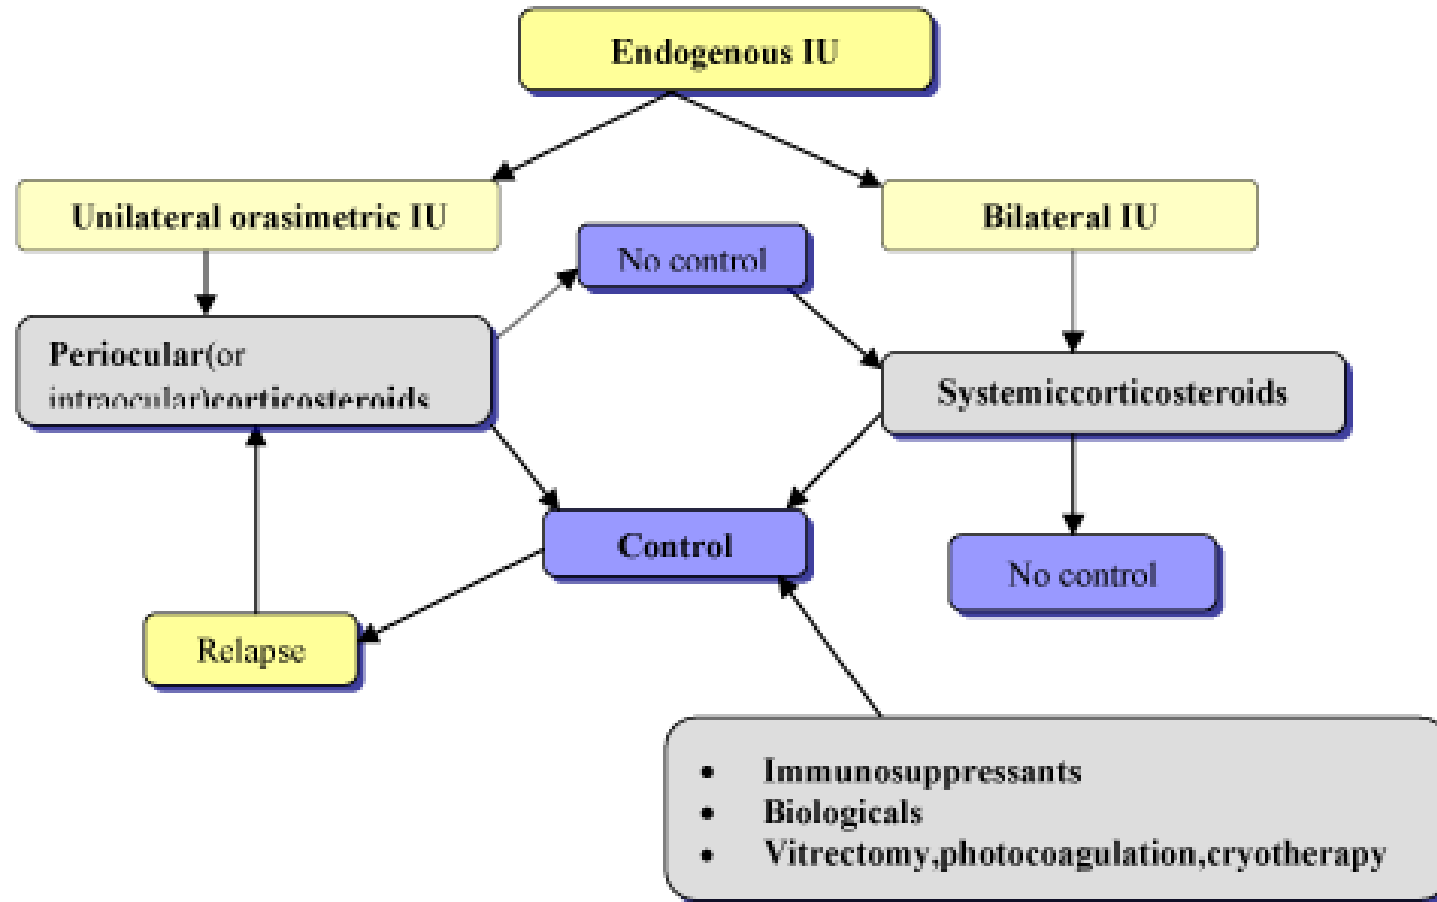 Endogenous IU
Unilateral orasimetric IU
Bilateral IU
No control
Periocular(or
intraocular)corticosteroids
Systemiccorticosteroids
Control
No control
Relapse
• Immunosuppressants
• Biologicals
• Vitrectomy,photocoagulation,cryotherapy